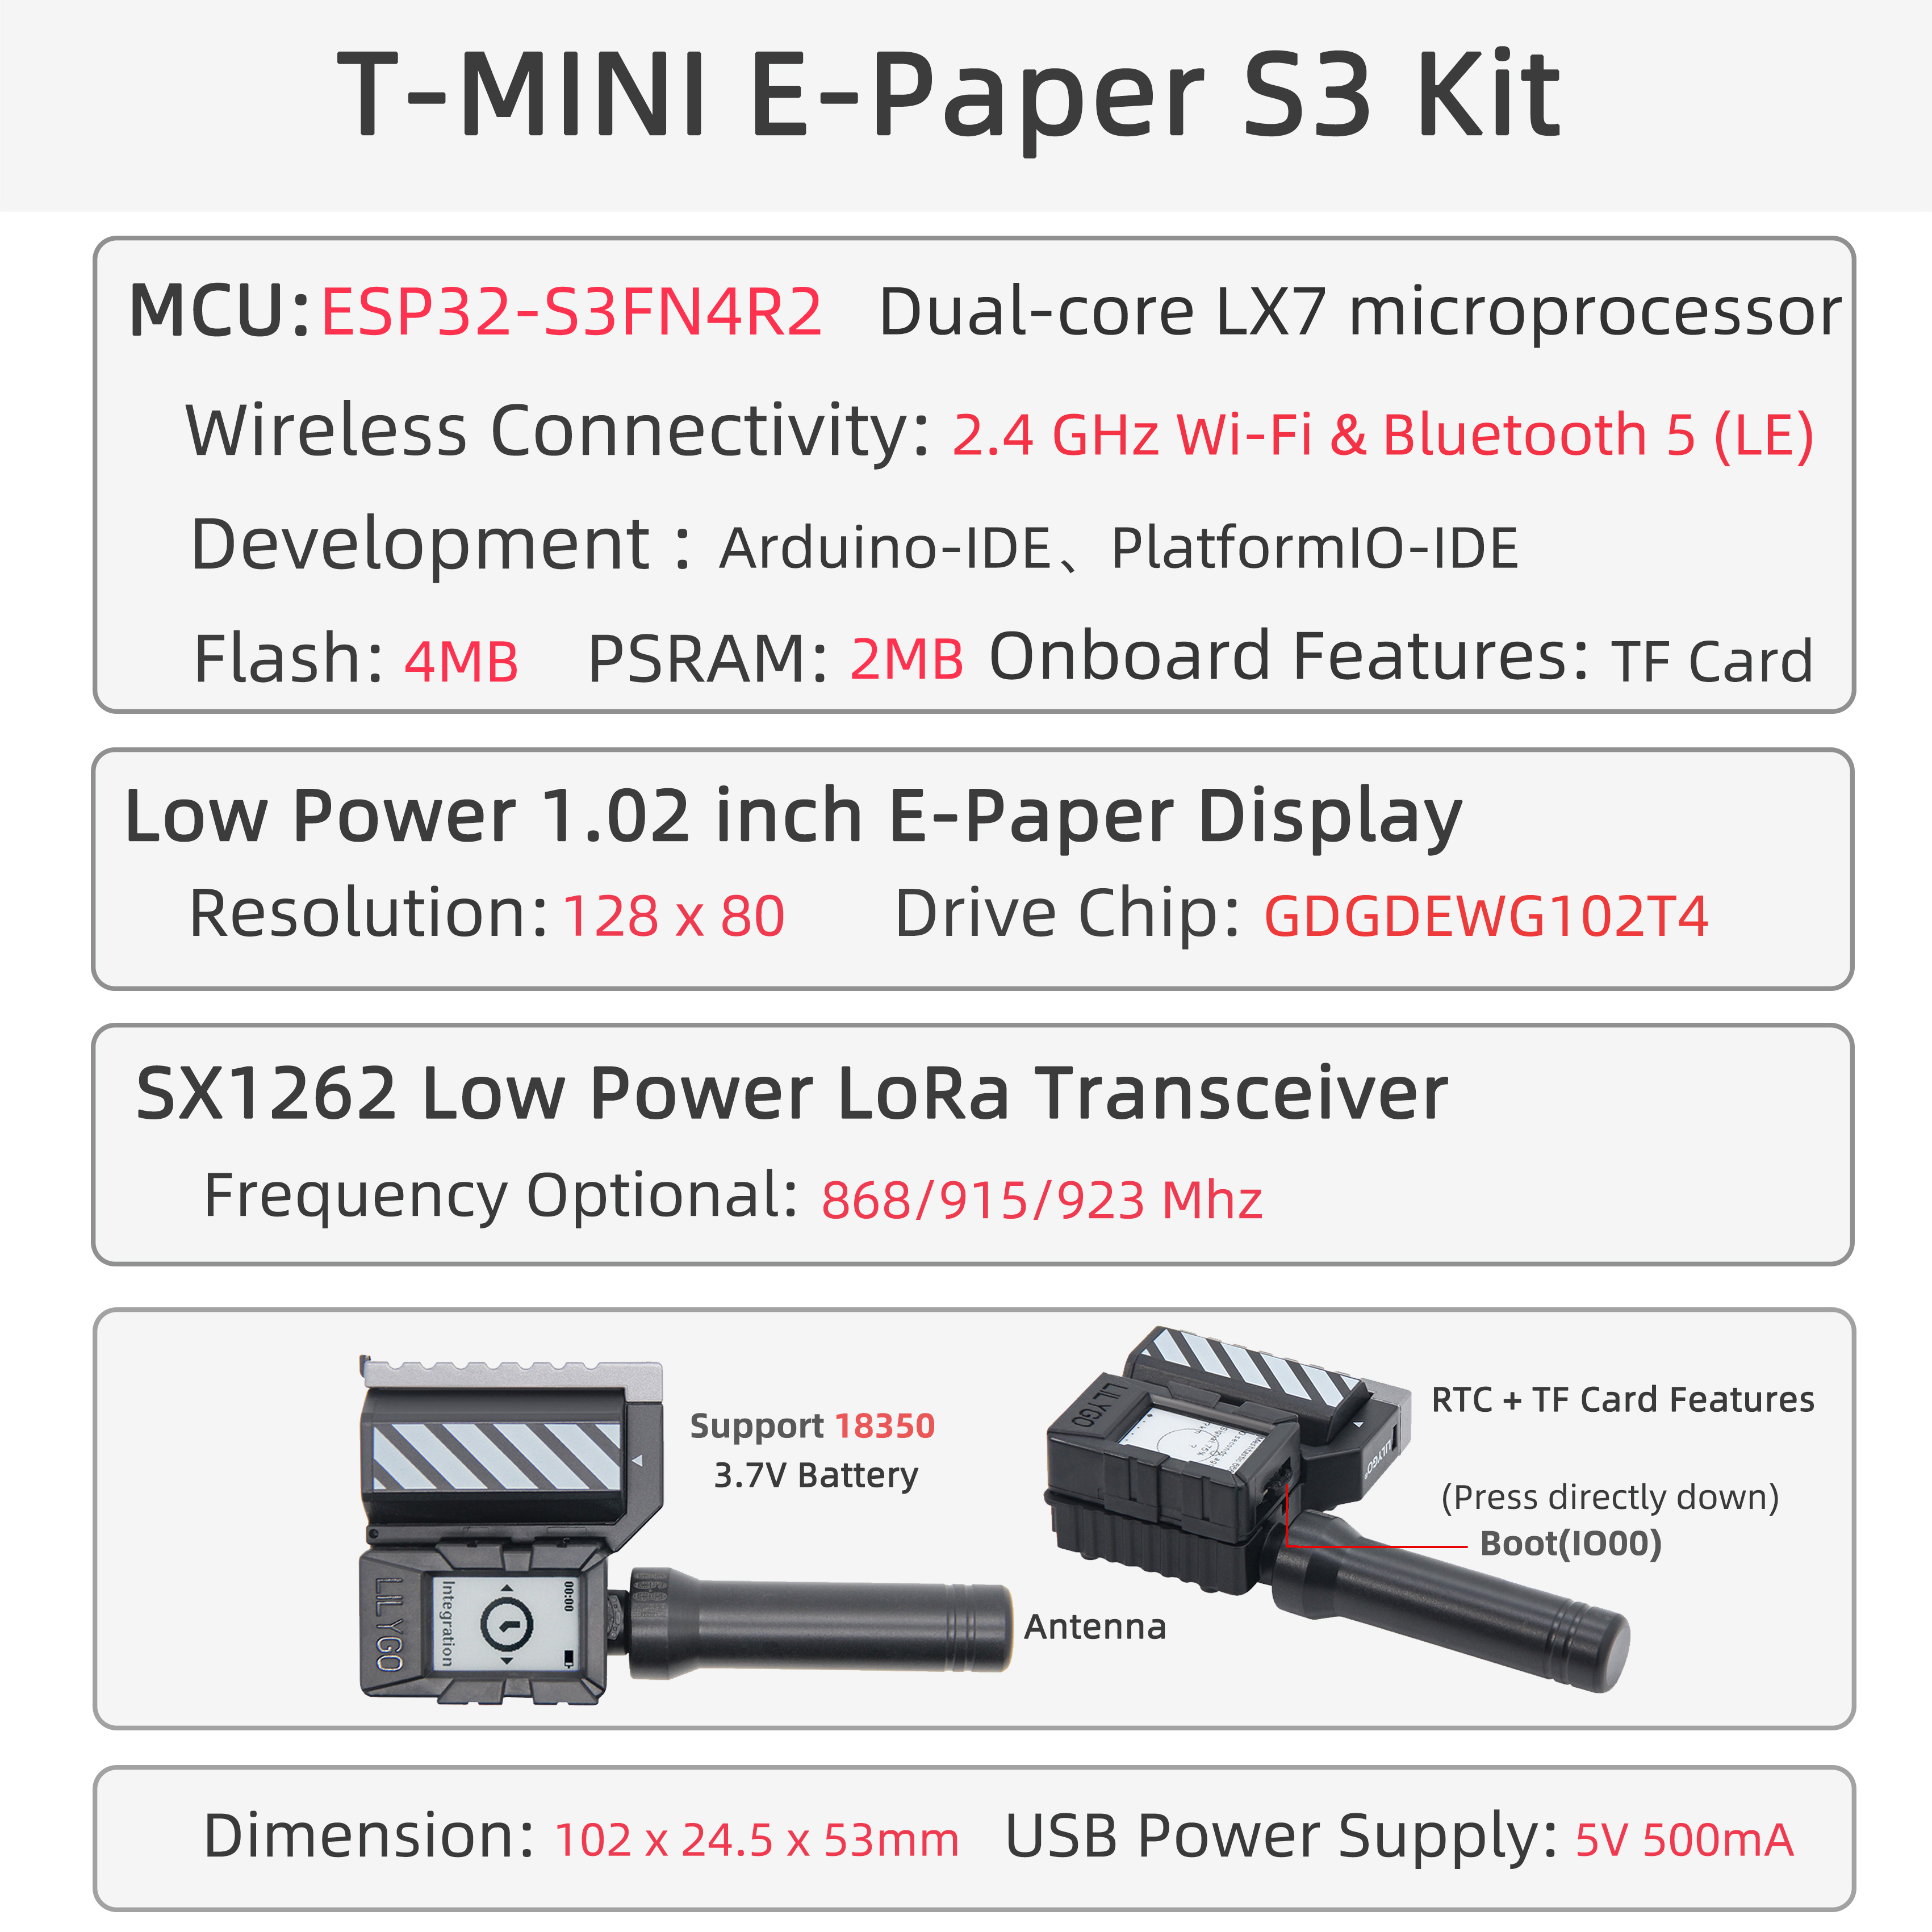 T-MINI E-Paper S3 Kit
MCU:ESP32-S3FN4R2 Dual-core LX7 microprocessor
Wireless Connectivity: 2.4 GHz Wi-Fi & Bluetooth 5 (LE)
Development : Arduino-IDE、PlatformIO-IDE
Flash: 4MB PSRAM: 2MB Onboard Features: TF Card
Low Power 1.02 inch E-Paper Display
Resolution: 128 x 80 Drive Chip: GDGDEWG102T4
SX1262 Low Power LoRa Transceiver
Frequency Optional: 868/915/923 Mhz
Support 18350
3.7V Battery
LILYGO
Integration
00:00
Antenna
LILYGO
LILYGO
RTC + TF Card Features
(Press directly down)
Boot(IO00)
Dimension: 102 x 24.5 x 53mm USB Power Supply: 5V 500mA